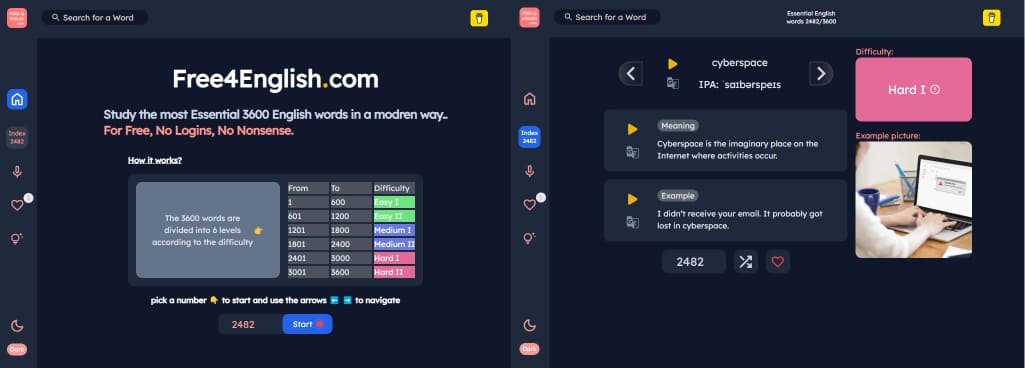 FREE 4
ENGLISH
.COM
Search for a Word
Free4English.com
Study the most Essential 3600 English words in a modren way..
For Free, No Logins, No Nonsense.
How it works?
The 3600 words are
divided into 6 levels
according to the difficulty
From To Difficulty
1 600 Easy I
601 1200 Easy II
1201 1800 Medium I
1801 2400 Medium II
2401 3000 Hard I
3001 3600 Hard II
pick a number 👇 to start and use the arrows ⬅️ ➡️ to navigate
2482 Start
Index
2482
Dark
Search for a Word
Essential English
words 2482/3600
cyberspace
IPA: ˈsaɪbərspeɪs
Meaning
Cyberspace is the imaginary place on the
Internet where activities occur.
Example
I didn't receive your email. It probably got
lost in cyberspace.
2482
Difficulty:
Hard I
Example picture:
Index
2482
Dark